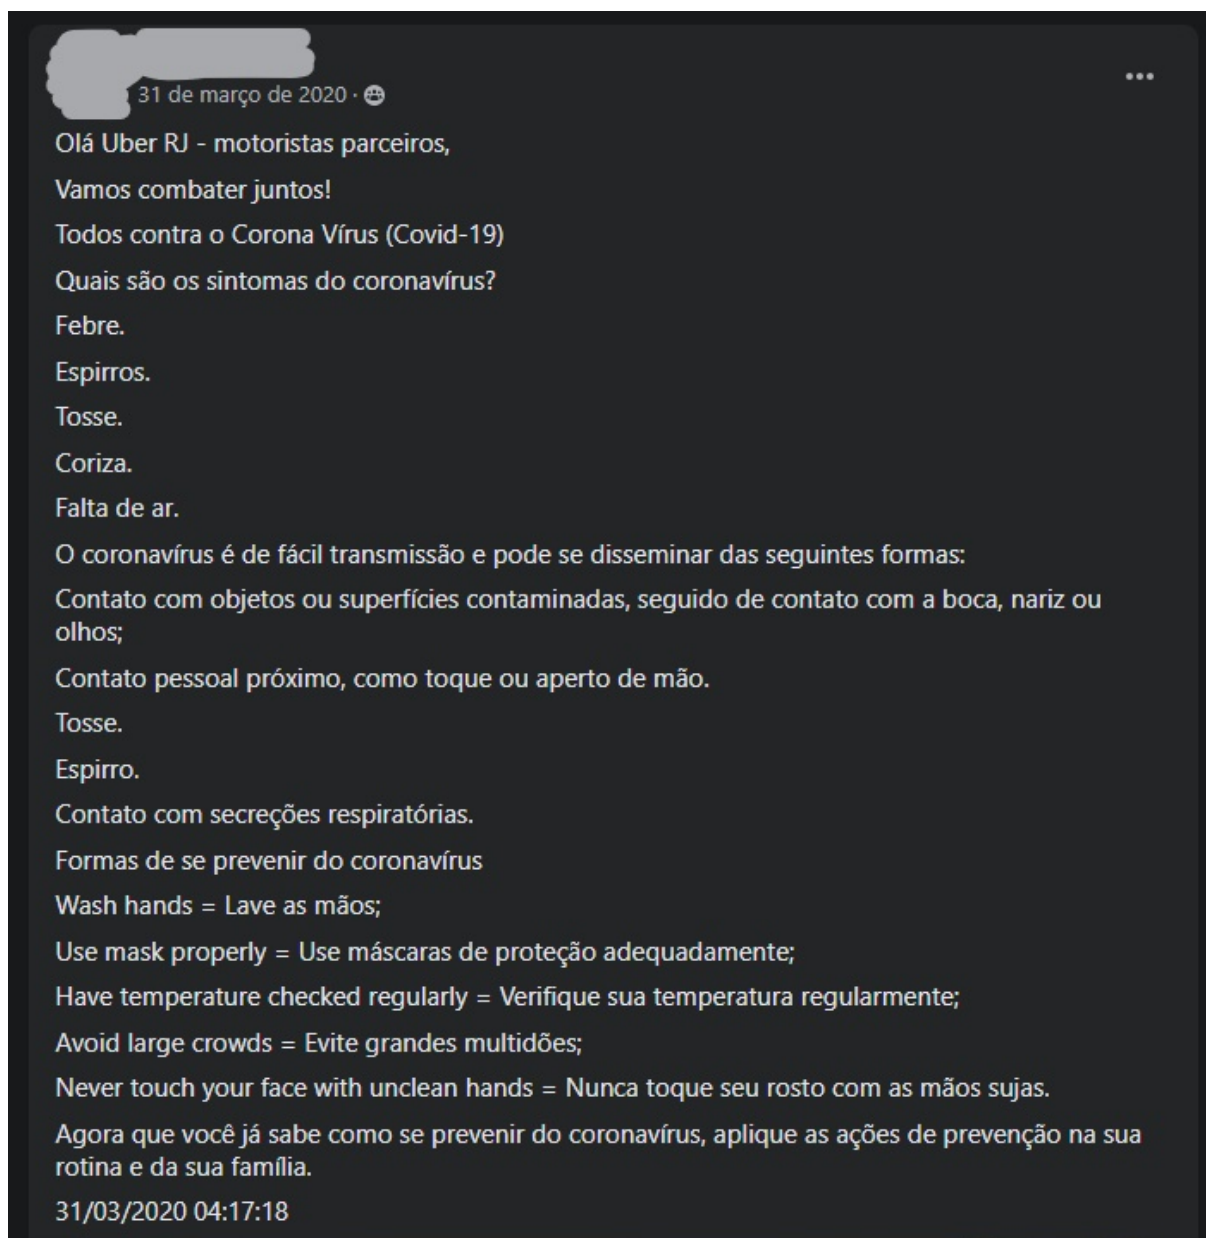 31 de março de 2020 ·
Olá Uber RJ - motoristas parceiros,
Vamos combater juntos!
Todos contra o Corona Vírus (Covid-19)
Quais são os sintomas do coronavírus?
Febre.
Espirros.
Tosse.
Coriza.
Falta de ar.
O coronavírus é de fácil transmissão e pode se disseminar das seguintes formas:
Contato com objetos ou superfícies contaminadas, seguido de contato com a boca, nariz ou
olhos;
Contato pessoal próximo, como toque ou aperto de mão.
Tosse.
Espirro.
Contato com secreções respiratórias.
Formas de se prevenir do coronavírus
Wash hands = Lave as mãos;
Use mask properly = Use máscaras de proteção adequadamente;
Have temperature checked regularly = Verifique sua temperatura regularmente;
Avoid large crowds = Evite grandes multidões;
Never touch your face with unclean hands = Nunca toque seu rosto com as mãos sujas.
Agora que você já sabe como se prevenir do coronavírus, aplique as ações de prevenção na sua
rotina e da sua família.
31/03/2020 04:17:18